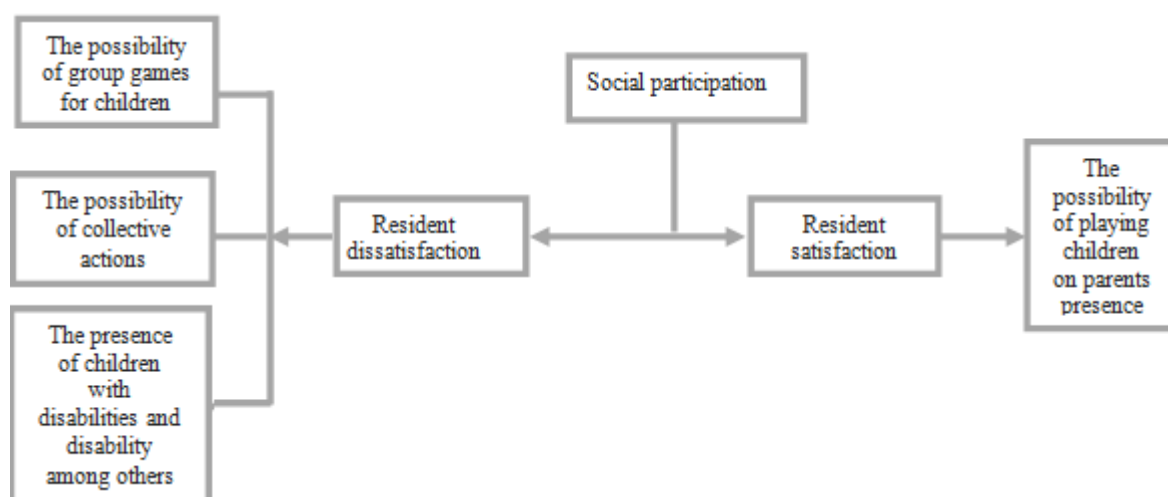 The possibility
of group games
for children
Social participation
The
possibility
of playing
children
on parents
presence
The possibility
of collective
actions
Resident
dissatisfaction
Resident
satisfaction
The presence
of children
with
disabilities and
disability
among others